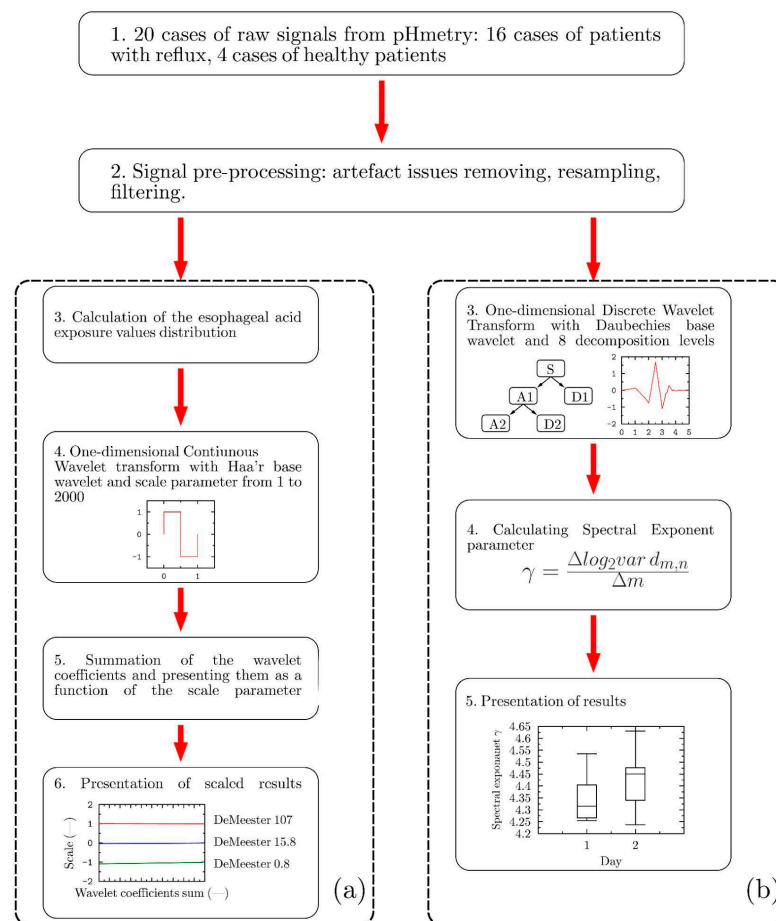 1. 20 cases of raw signals from pHmetry: 16 cases of patients
with reflux, 4 cases of healthy patients
2. Signal pre-processing: artefact issues removing, resampling,
filtering.
3. Calculation of the esophageal acid
exposure values distribution
4. One-dimensional Contiunous
Wavelet transform with Haa'r base
wavelet and scale parameter from 1 to
2000
1
0
-1
0 1
5. Summation of the wavelet
coefficients and presenting them as a
function of the scale parameter
6. Presentation of scaled results
2
1
0
-1
-2
Scale (—)
DeMeester 107
DeMeester 15.8
DeMeester 0.8
Wavelet coefficients sum (—)
(a)
3. One-dimensional Discrete Wavelet
Transform with Daubechies base
wavelet and 8 decomposition levels
S
A1 D1
A2 D2
2
1
0
-1
-2
0 1 2 3 4 5
4. Calculating Spectral Exponent
parameter
γ = Δlog₂var d_{m,n} / Δm
5. Presentation of results
4.65
4.6
4.55
4.5
4.45
4.4
4.35
4.3
4.25
4.2
Spectral exponanet γ
1 2
Day
(b)